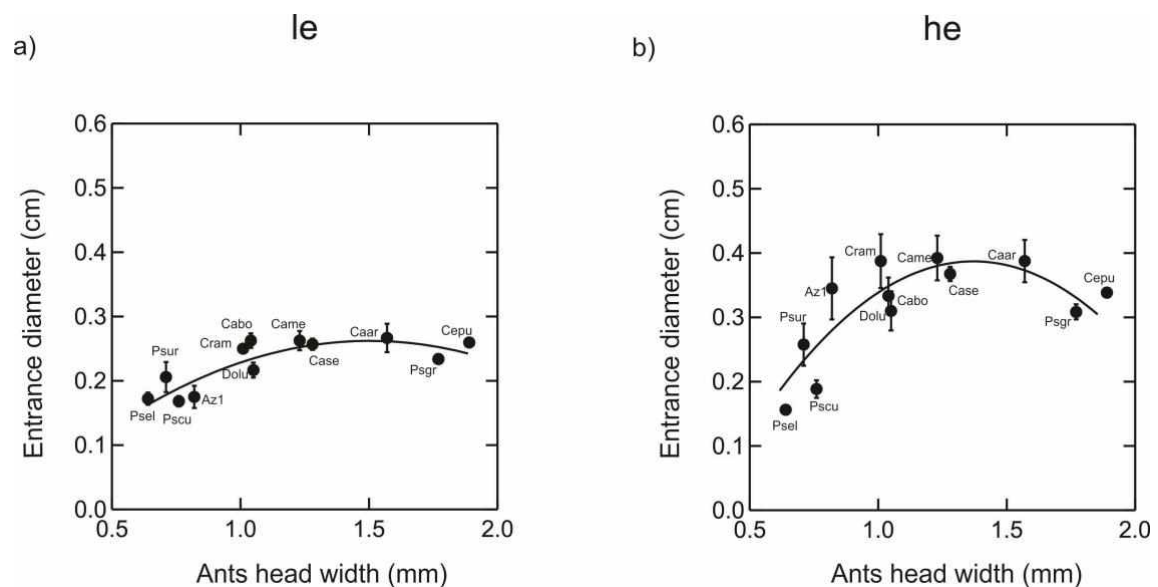 le
he
a)
b)
0.6
0.5
0.4
0.3
0.2
0.1
0.0
Entrance diameter (cm)
Psel
Psur
Pscu
Az1
Cram
Cabo
Dolu
Came
Case
Caar
Psgr
Cepu
0.5 1.0 1.5 2.0
Ants head width (mm)
0.6
0.5
0.4
0.3
0.2
0.1
0.0
Entrance diameter (cm)
Psel
Psur
Pscu
Az1
Cram
Cabo
Dolu
Came
Case
Caar
Psgr
Cepu
0.5 1.0 1.5 2.0
Ants head width (mm)